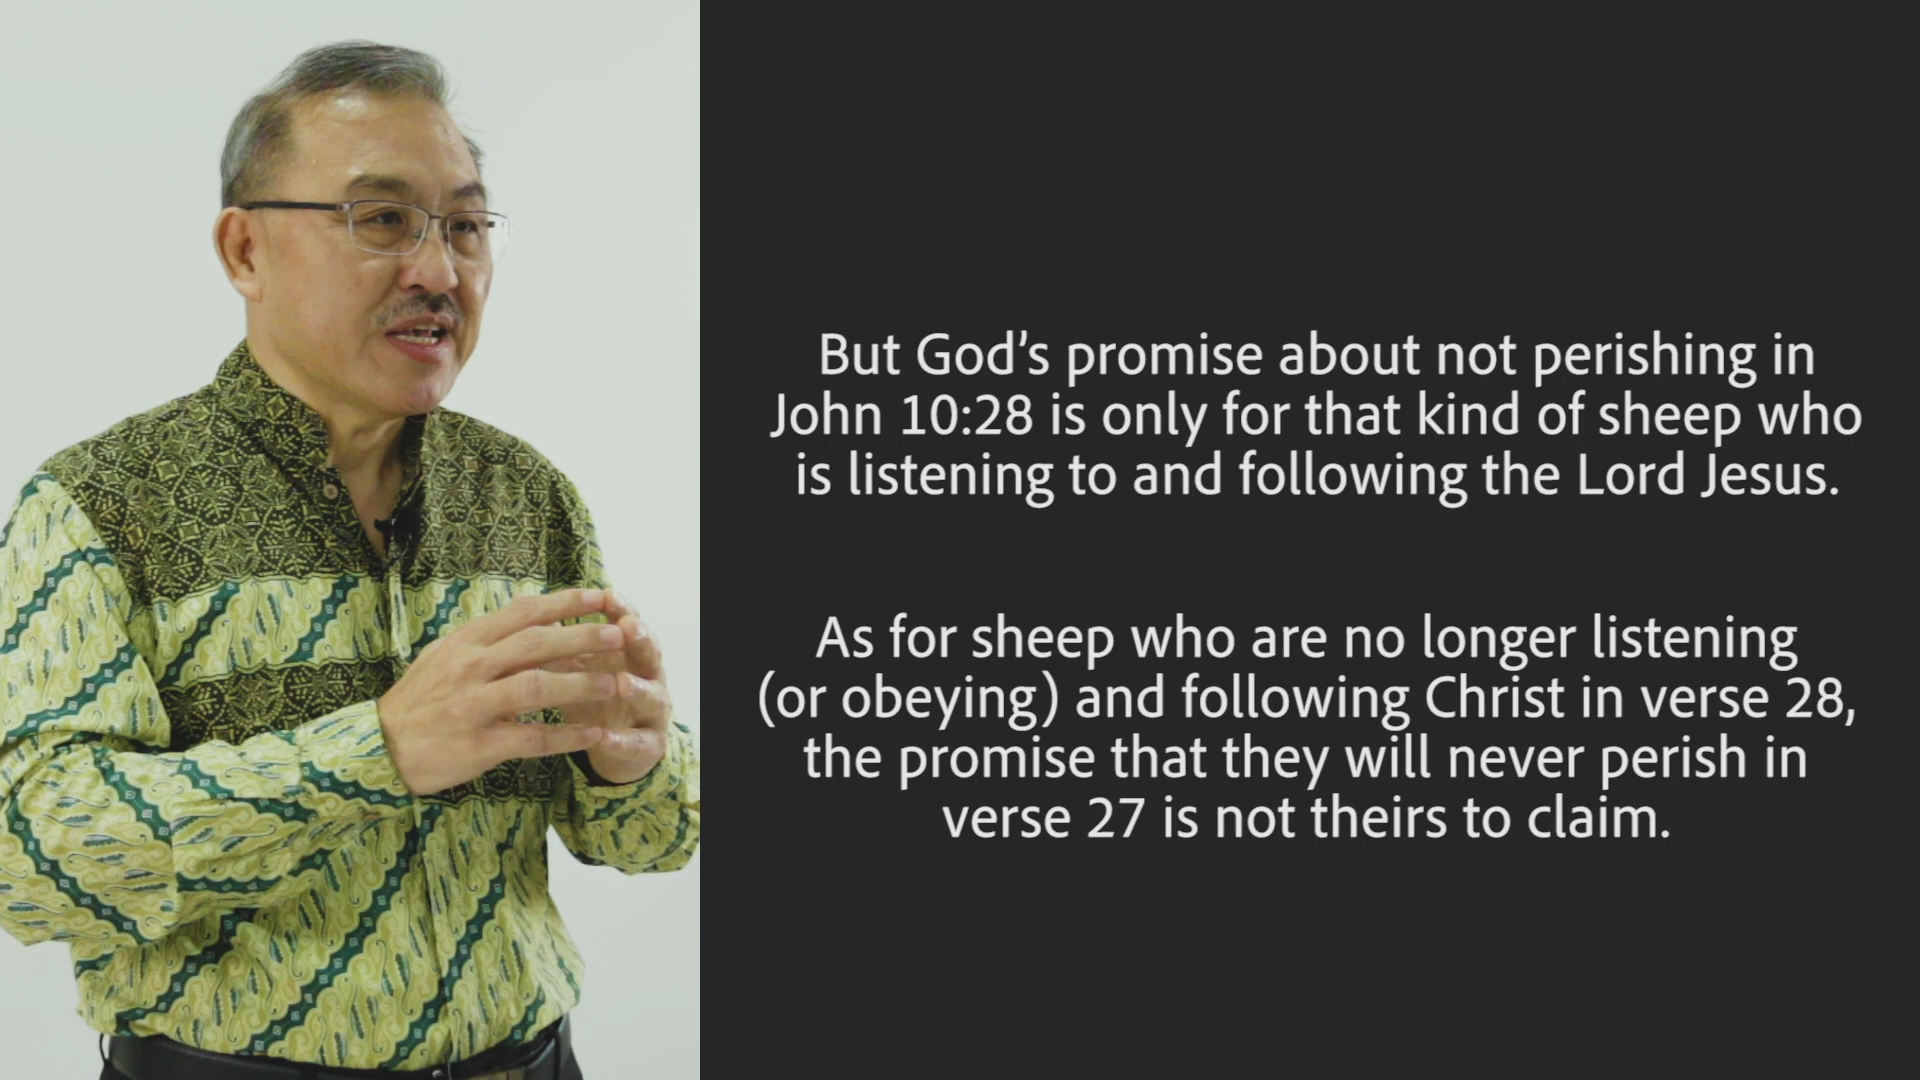 But God’s promise about not perishing in
John 10:28 is only for that kind of sheep who
is listening to and following the Lord Jesus.
As for sheep who are no longer listening
(or obeying) and following Christ in verse 28,
the promise that they will never perish in
verse 27 is not theirs to claim.